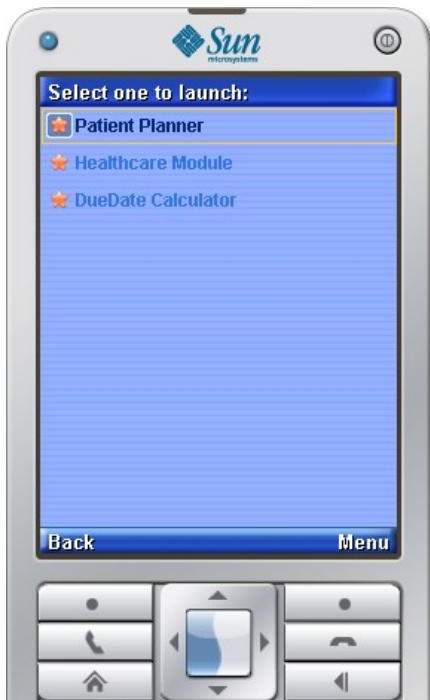 Sun
microsystems
Select one to launch:
Patient Planner
Healthcare Module
DueDate Calculator
Back
Menu